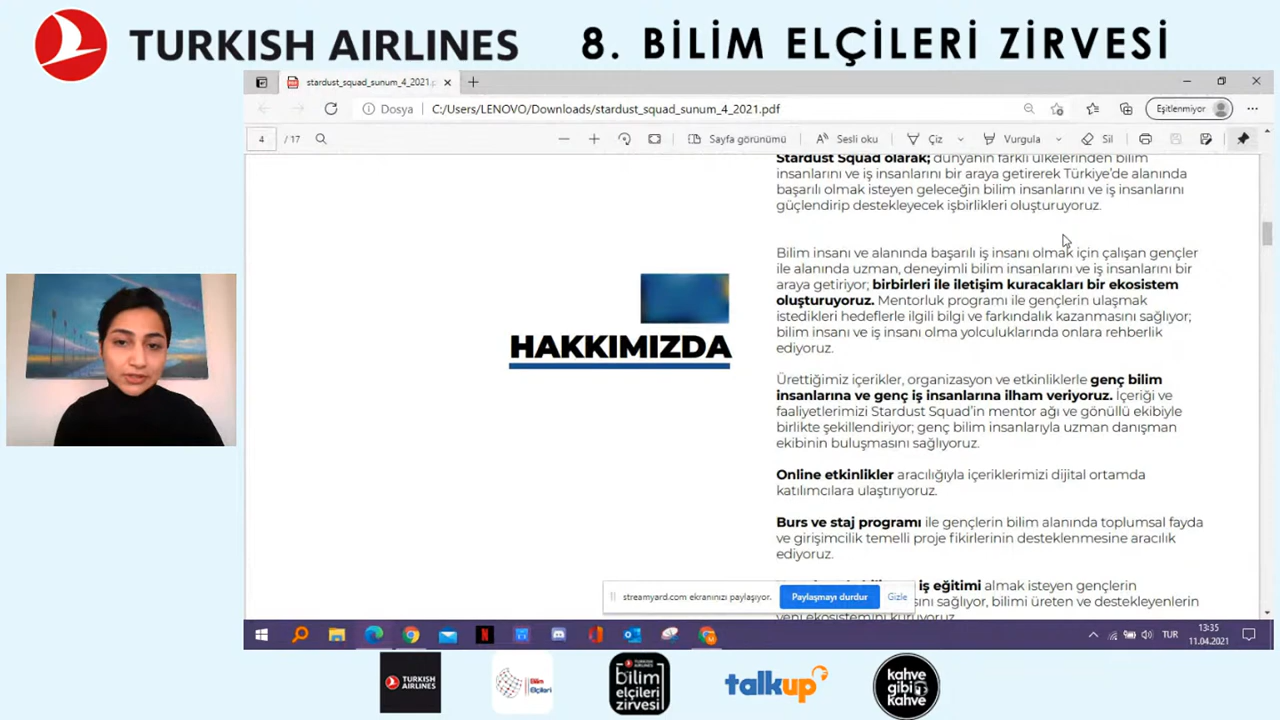 TURKISH AIRLINES
8. BİLİM ELÇİLERİ ZİRVESİ
stardust_squad_sunum_4_2021.p
Dosya
C:/Users/LENOVO/Downloads/stardust_squad_sunum_4_2021.pdf
Eşitlenmiyor
4 / 17
Sayfa görünümü
Sesli oku
Çiz
Vurgula
Sil
HAKKIMIZDA
Stardust Squad olarak; dünyanın farklı ülkelerinden bilim
insanlarını ve iş insanlarını bir araya getirerek Türkiye’de alanında
başarılı olmak isteyen geleceğin bilim insanlarını ve iş insanlarını
güçlendirip destekleyecek işbirlikleri oluşturuyoruz.
Bilim insanı ve alanında başarılı iş insanı olmak için çalışan gençler
ile alanında uzman, deneyimli bilim insanlarını ve iş insanlarını bir
araya getiriyor; birbirleri ile iletişim kuracakları bir ekosistem
oluşturuyoruz. Mentorluk programı ile gençlerin ulaşmak
istedikleri hedeflerle ilgili bilgi ve farkındalık kazanmasını sağlıyor;
bilim insanı ve iş insanı olma yolculuklarında onlara rehberlik
ediyoruz.
Ürettiğimiz içerikler, organizasyon ve etkinliklerle genç bilim
insanlarına ve genç iş insanlarına ilham veriyoruz. İçeriği ve
faaliyetlerimizi Stardust Squad’in mentor ağı ve gönüllü ekibiyle
birlikte şekillendiriyor; genç bilim insanlarıyla uzman danışman
ekibinin buluşmasını sağlıyoruz.
Online etkinlikler aracılığıyla içeriklerimizi dijital ortamda
katılımcılara ulaştırıyoruz.
Burs ve staj programı ile gençlerin bilim alanında toplumsal fayda
ve girişimcilik temelli proje fikirlerinin desteklenmesine aracılık
ediyoruz.
iş eğitimi almak isteyen gençlerin
sağlıyor, bilimi üreten ve destekleyenlerin
yeni ekosistemini kuruyoruz.
streamyard.com ekranınızı paylaşıyor.
Paylaşmayı durdur
Gizle
TUR
13:35
11.04.2021
TURKISH
AIRLINES
Bilim
Elçileri
TURKISH
AIRLINES
bilim
elçileri
zirvesi
talkup
kahve
gibi
kahve